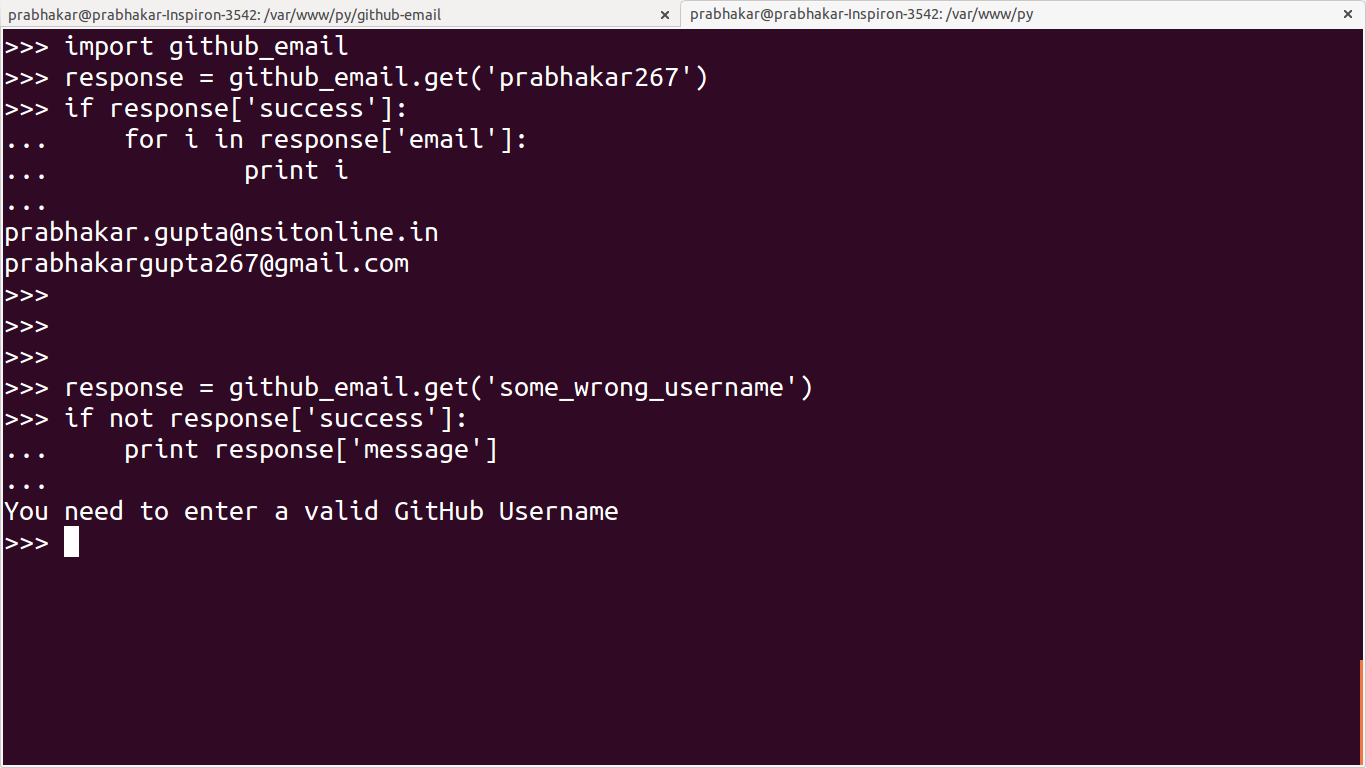 prabhakar@prabhakar-Inspiron-3542: /var/www/py/github-email × prabhakar@prabhakar-Inspiron-3542: /var/www/py ×
>>> import github_email
>>> response = github_email.get('prabhakar267')
>>> if response['success']:
...     for i in response['email']:
...             print i
...
prabhakar.gupta@nsitonline.in
prabhakargupta267@gmail.com
>>>
>>>
>>>
>>> response = github_email.get('some_wrong_username')
>>> if not response['success']:
...     print response['message']
...
You need to enter a valid GitHub Username
>>>